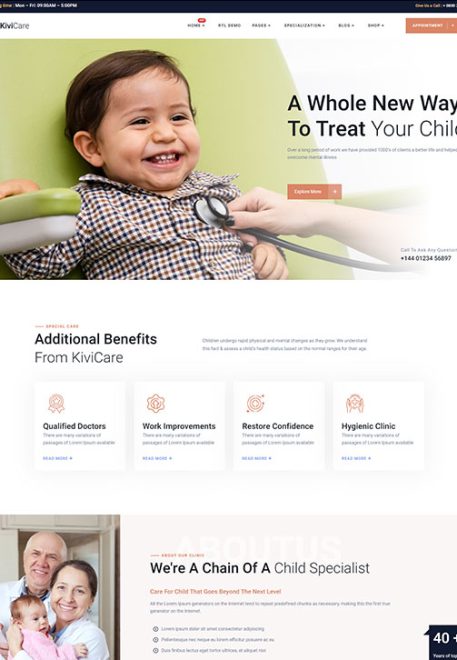 g time : Mon – Fri: 09:00AM – 5:00PM
Give Us a Call : + 0800
KiviCare
HOME +
RTL DEMO
PAGES +
SPECIALIZATION +
BLOG +
SHOP +
APPOINTMENT +
A Whole New Way
To Treat Your Chil
Over a long period of work we have provided 1000's of clients a better life and helped
overcome mental illness
Explore More +
Call To Ask Any Question
+144 01234 56897
SPECIAL CARE
Additional Benefits
From KiviCare
Children undergo rapid physical and mental changes as they grow. We understand
this fact & assess a child's health status based on the normal ranges for their age.
Qualified Doctors
There are many variations of
passages of Lorem Ipsum available
READ MORE +
Work Improvements
There are many variations of
passages of Lorem Ipsum available
READ MORE +
Restore Confidence
There are many variations of
passages of Lorem Ipsum available
READ MORE +
Hygienic Clinic
There are many variations of
passages of Lorem Ipsum available
READ MORE +
ABOUTUS
ABOUT OUR CLINIC
We're A Chain Of A Child Specialist
Care For Child That Goes Beyond The Next Level!
All the Lorem Ipsum generators on the Internet tend to repeat predefined chunks as necessary, making this the first true
generator on the Internet.
Lorem ipsum dolor sit amet consectetur adipiscing
Pellentesque nec neque eu lorem efficitur posuere ac eu
Duis finibus lectus eget tortor ultrices, et aliquet nisi
40 +
Years of top